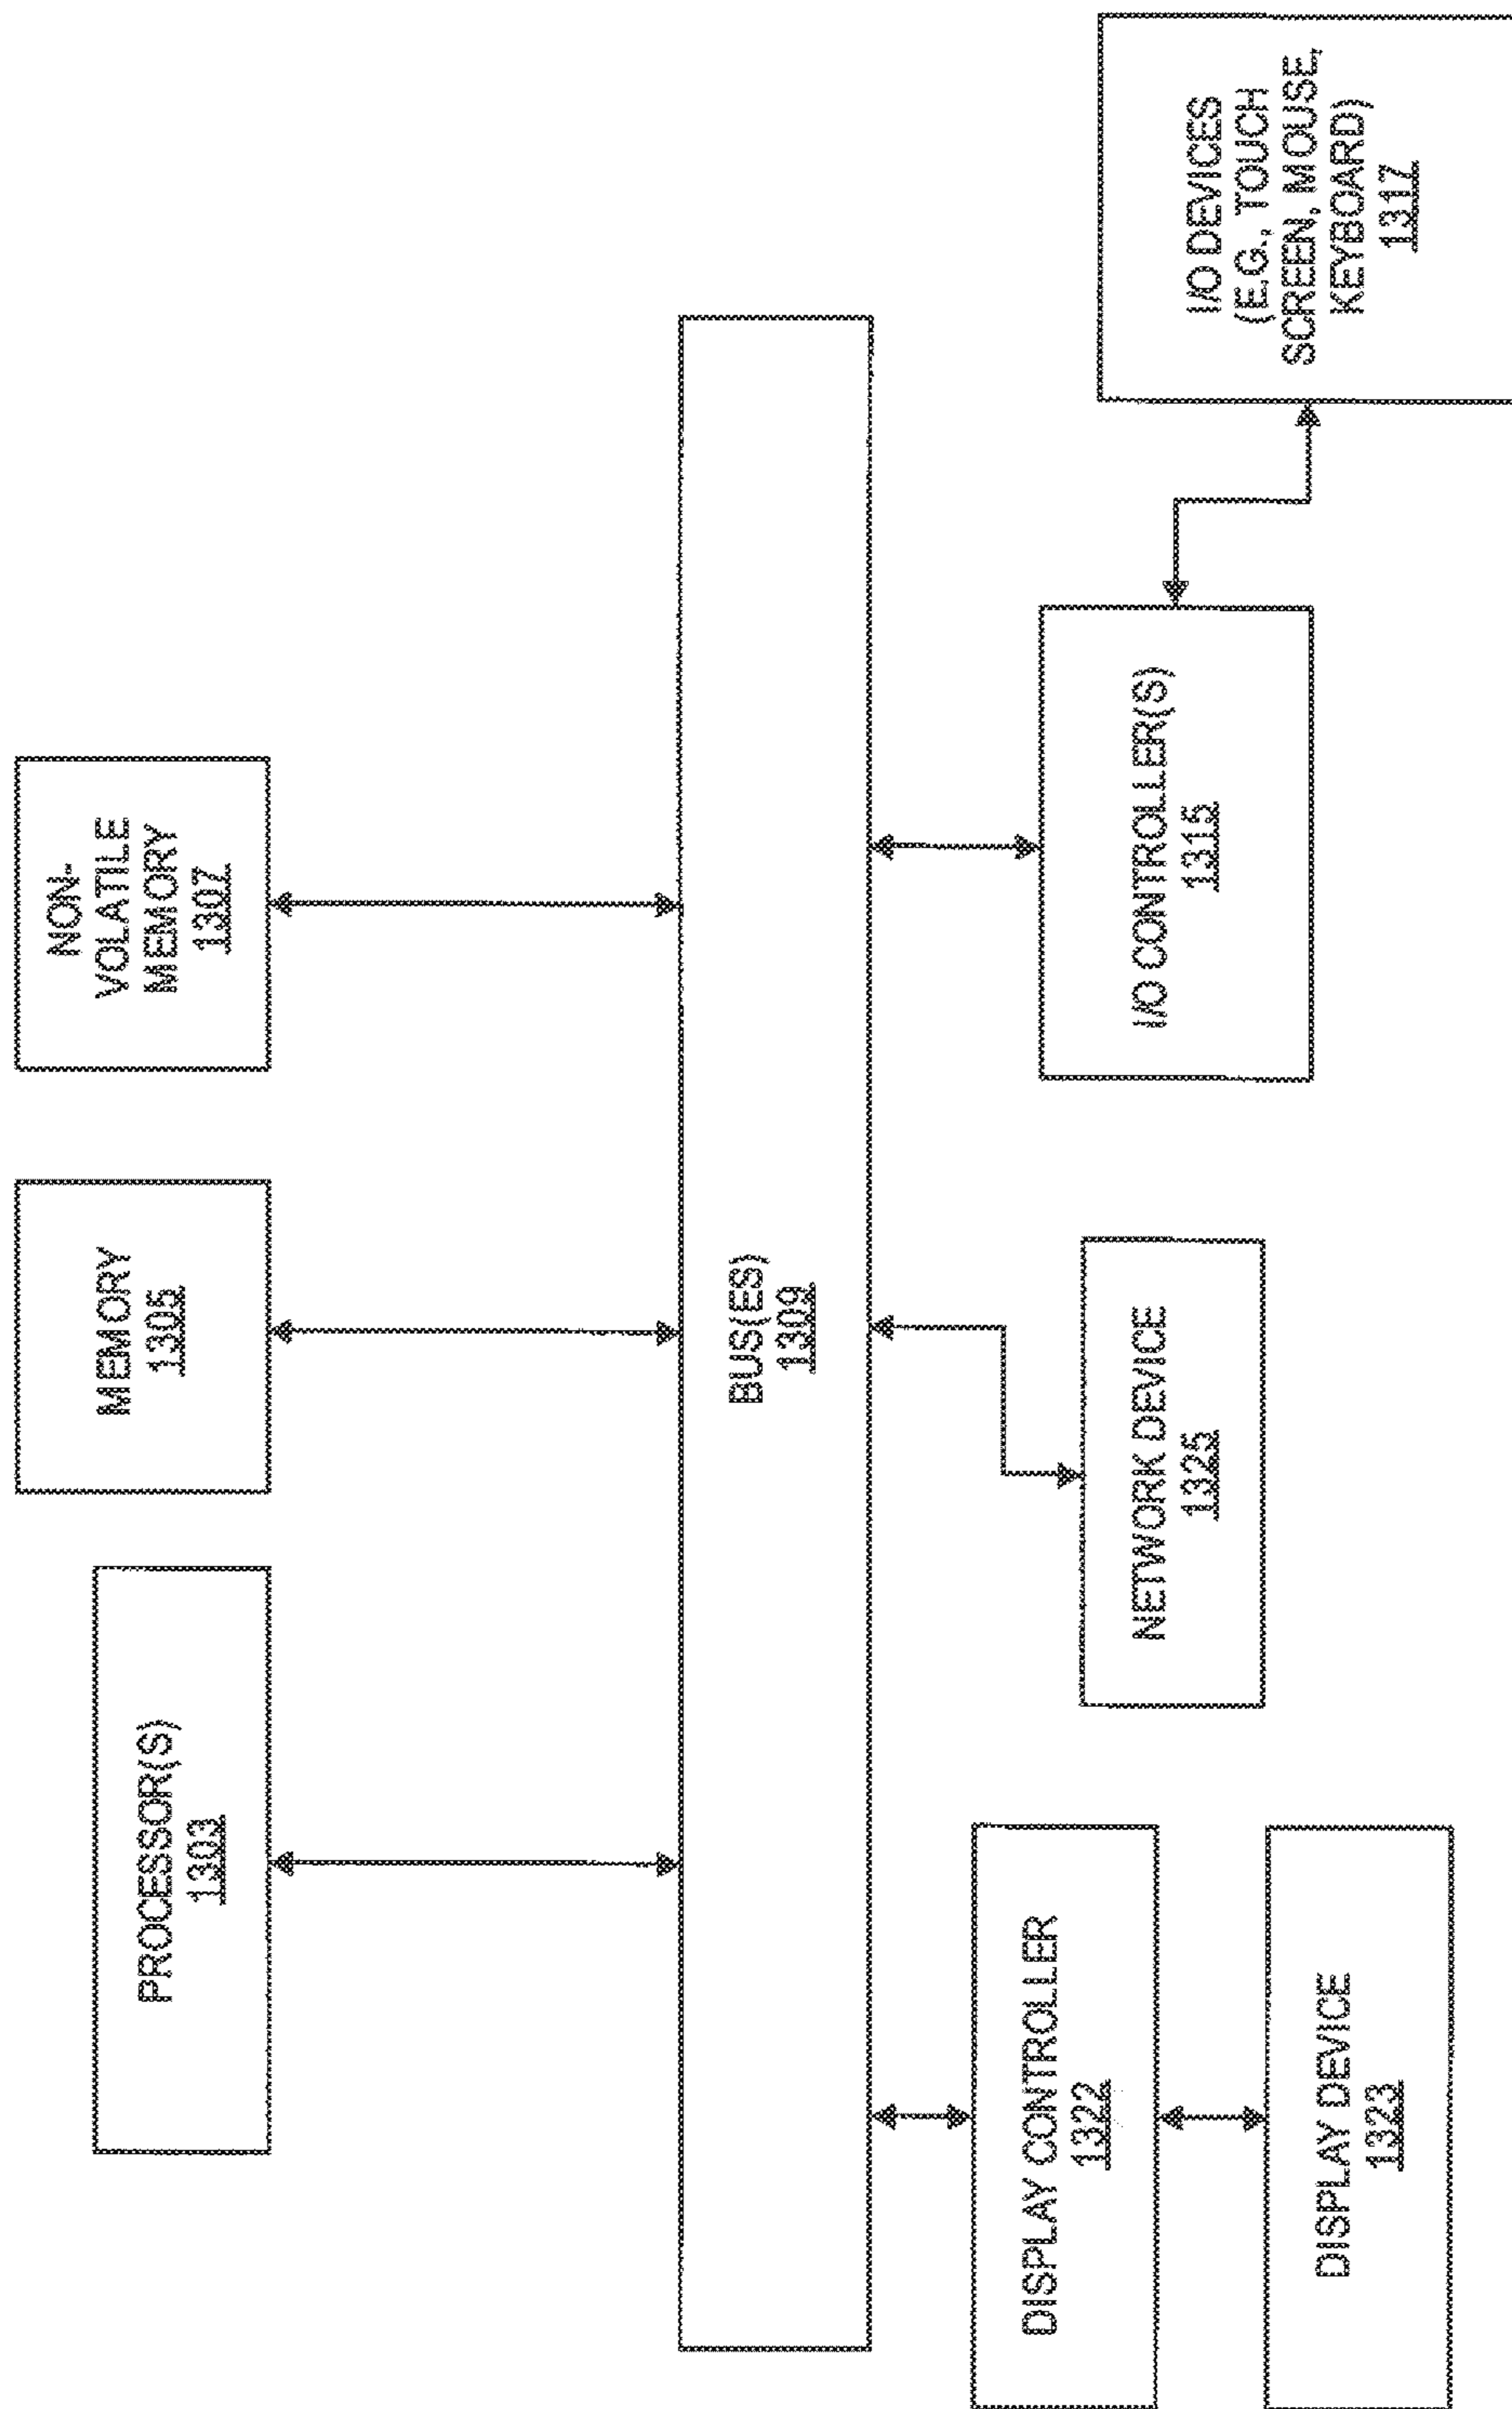 PROCESSOR(S)
1303
MEMORY
1305
NON-
VOLATILE
MEMORY
1307
BUS(ES)
1309
DISPLAY CONTROLLER
1322
DISPLAY DEVICE
1323
NETWORK DEVICE
1325
I/O CONTROLLER(S)
1315
I/O DEVICES
(E.G., TOUCH
SCREEN, MOUSE,
KEYBOARD)
1317